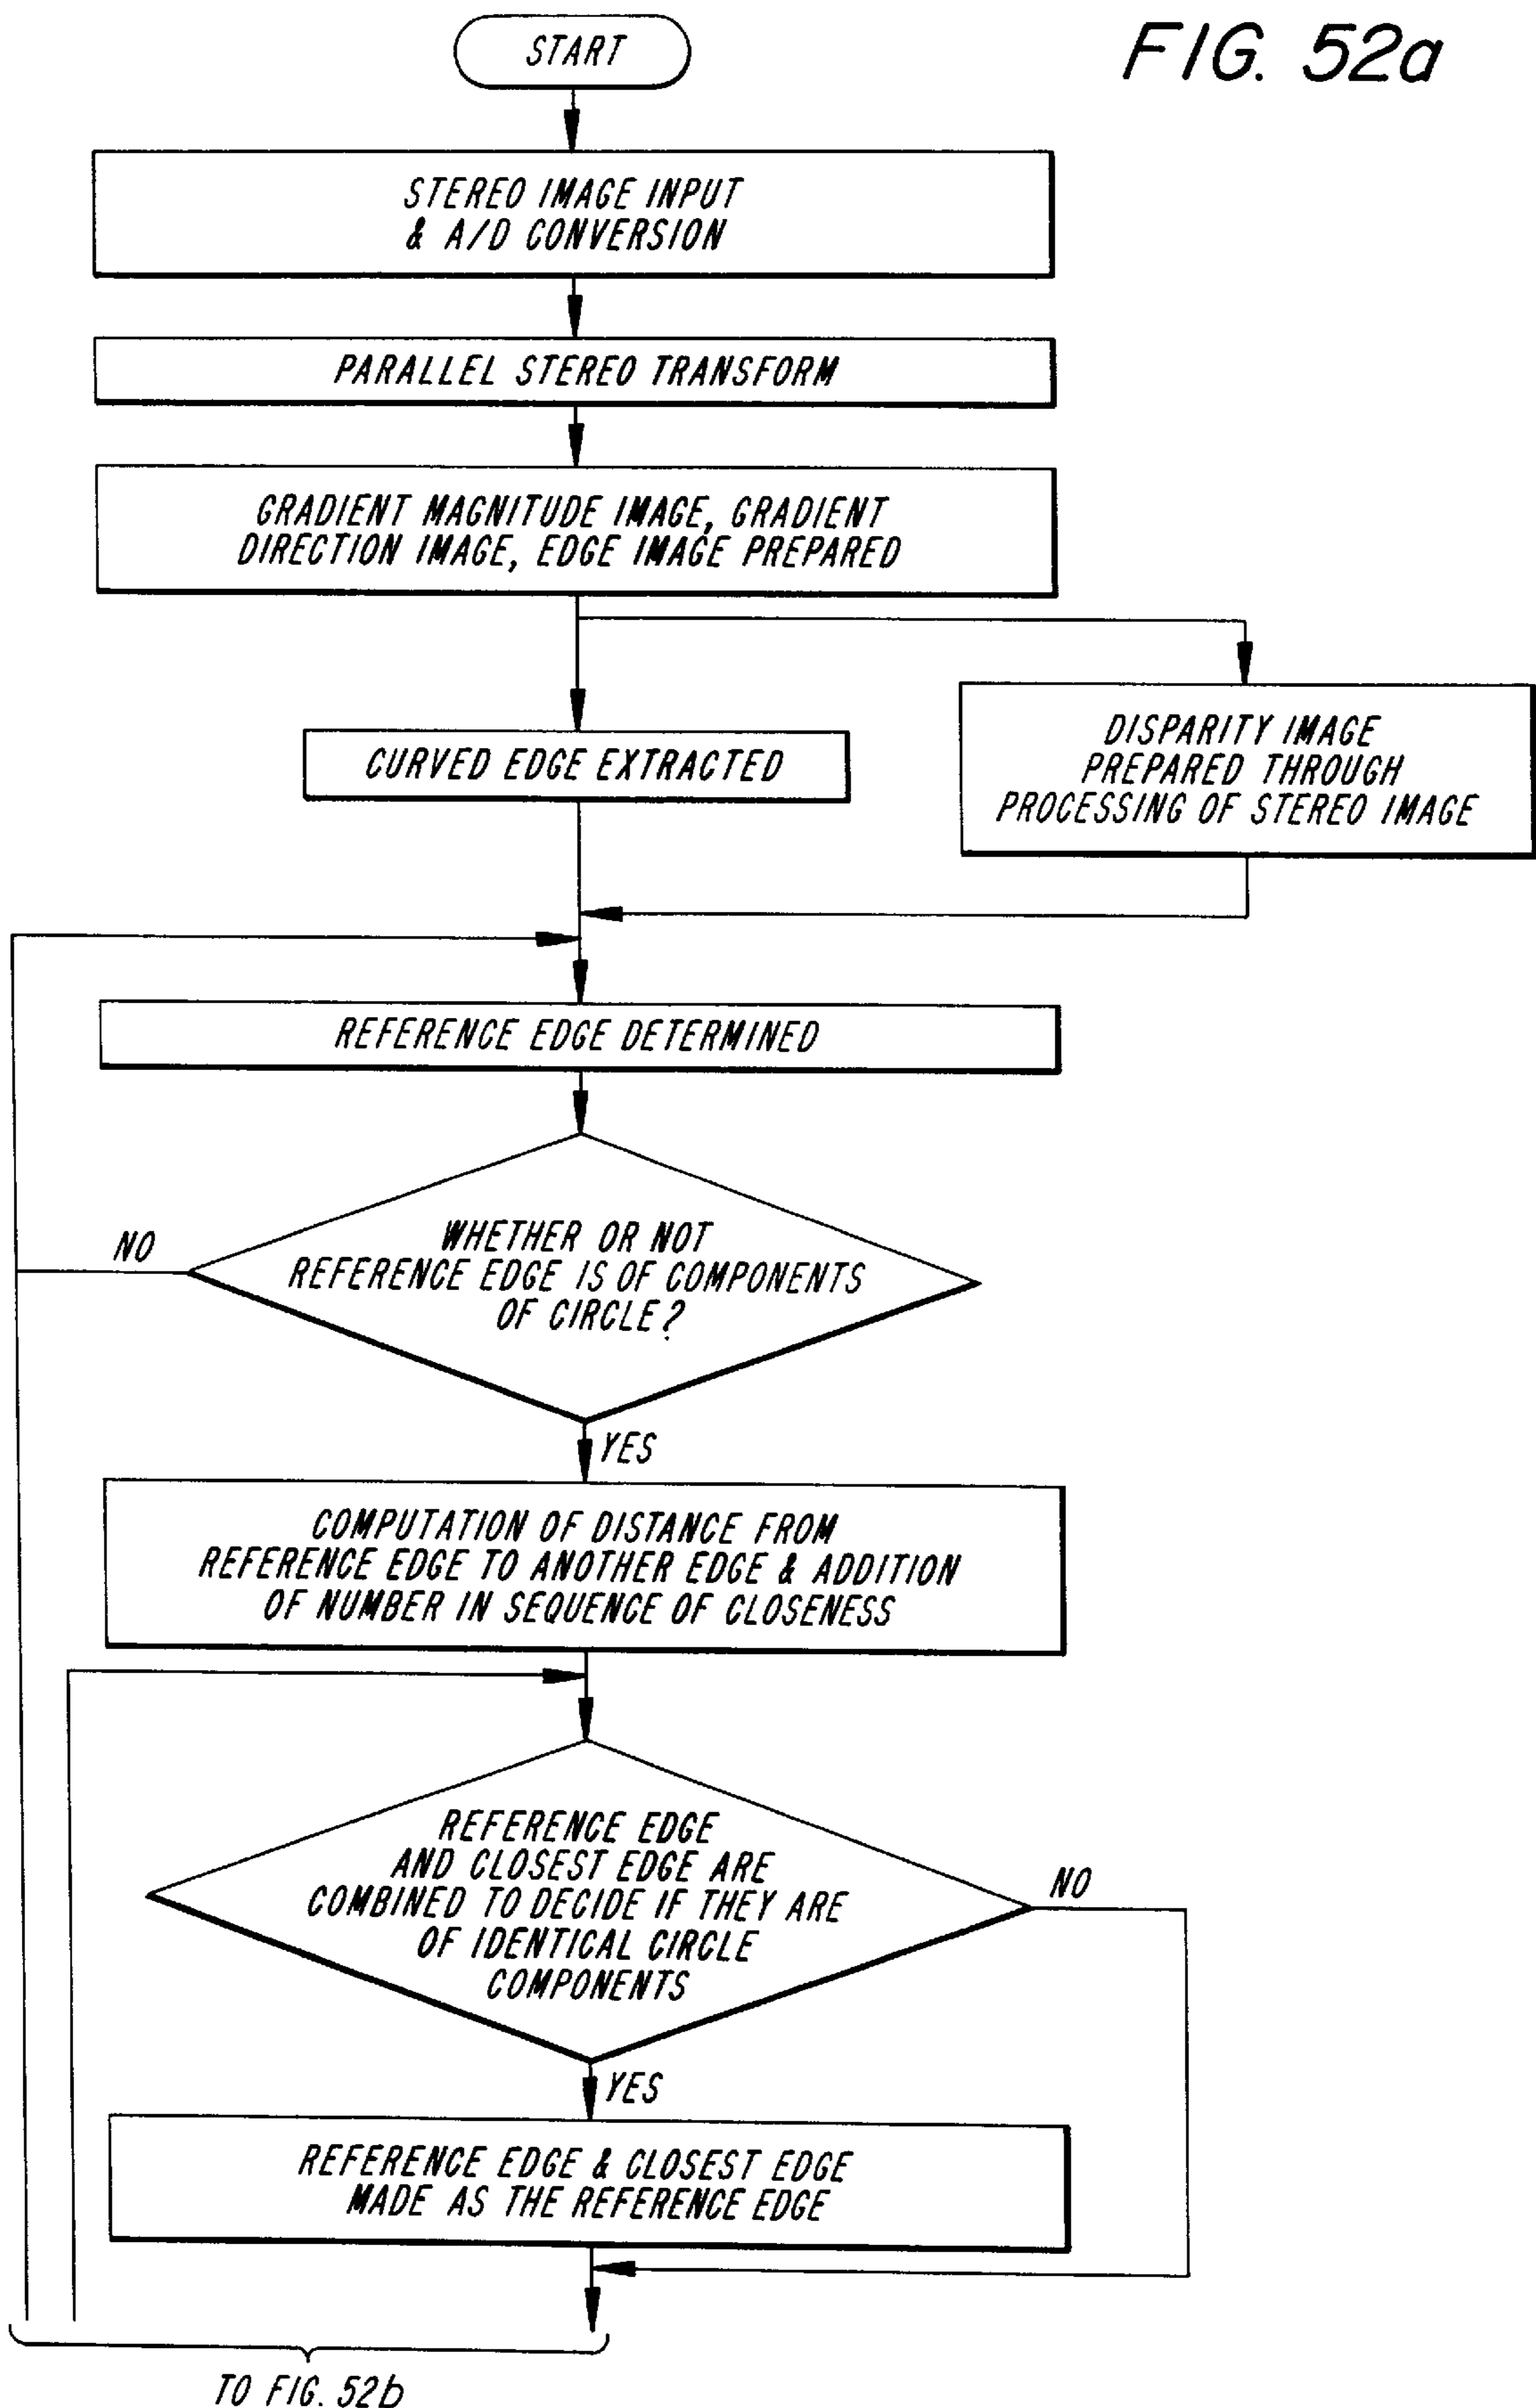 FIG. 52a
START
STEREO IMAGE INPUT
& A/D CONVERSION
PARALLEL STEREO TRANSFORM
GRADIENT MAGNITUDE IMAGE, GRADIENT
DIRECTION IMAGE, EDGE IMAGE PREPARED
CURVED EDGE EXTRACTED
DISPARITY IMAGE
PREPARED THROUGH
PROCESSING OF STEREO IMAGE
REFERENCE EDGE DETERMINED
NO
WHETHER OR NOT
REFERENCE EDGE IS OF COMPONENTS
OF CIRCLE?
YES
COMPUTATION OF DISTANCE FROM
REFERENCE EDGE TO ANOTHER EDGE & ADDITION
OF NUMBER IN SEQUENCE OF CLOSENESS
REFERENCE EDGE
AND CLOSEST EDGE ARE
COMBINED TO DECIDE IF THEY ARE
OF IDENTICAL CIRCLE
COMPONENTS
NO
YES
REFERENCE EDGE & CLOSEST EDGE
MADE AS THE REFERENCE EDGE
TO FIG. 52b